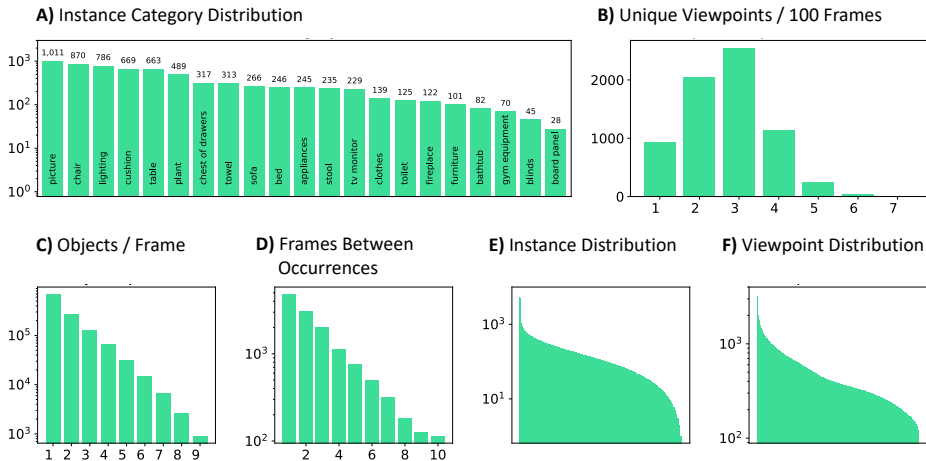 A) Instance Category Distribution
10³
10²
10¹
10⁰
1,011
870
786
669
663
489
317
313
266
246
245
235
229
139
125
122
101
82
70
45
28
picture
chair
lighting
cushion
table
plant
chest of drawers
towel
sofa
bed
appliances
stool
tv monitor
clothes
toilet
fireplace
furniture
bathtub
gym equipment
blinds
board panel
B) Unique Viewpoints / 100 Frames
2000
1000
0
1 2 3 4 5 6 7
C) Objects / Frame
10⁵
10⁴
10³
1 2 3 4 5 6 7 8 9
D) Frames Between
Occurrences
10³
10²
2 4 6 8 10
E) Instance Distribution
10³
10¹
F) Viewpoint Distribution
10³
10²